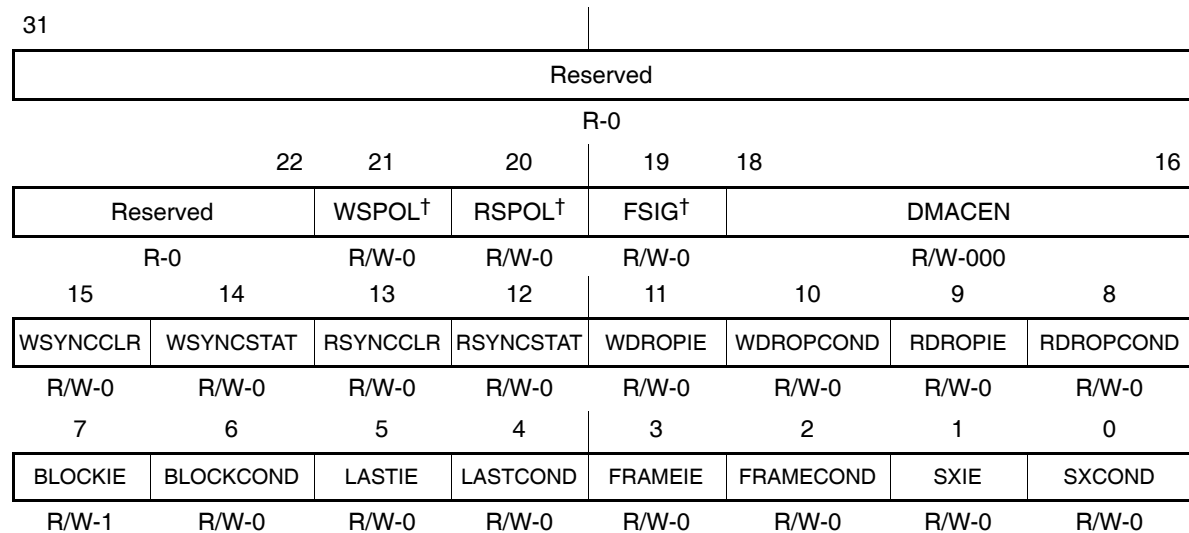 31
Reserved
R-0
22 21 20 19 18 16
Reserved WSPOL† RSPOL† FSIG† DMACEN
R-0 R/W-0 R/W-0 R/W-0 R/W-000
15 14 13 12 11 10 9 8
WSYNCCLR WSYNCSTAT RSYNCCLR RSYNCSTAT WDROPIE WDROPCOND RDROPIE RDROPCOND
R/W-0 R/W-0 R/W-0 R/W-0 R/W-0 R/W-0 R/W-0 R/W-0
7 6 5 4 3 2 1 0
BLOCKIE BLOCKCOND LASTIE LASTCOND FRAMEIE FRAMECOND SXIE SXCOND
R/W-1 R/W-0 R/W-0 R/W-0 R/W-0 R/W-0 R/W-0 R/W-0